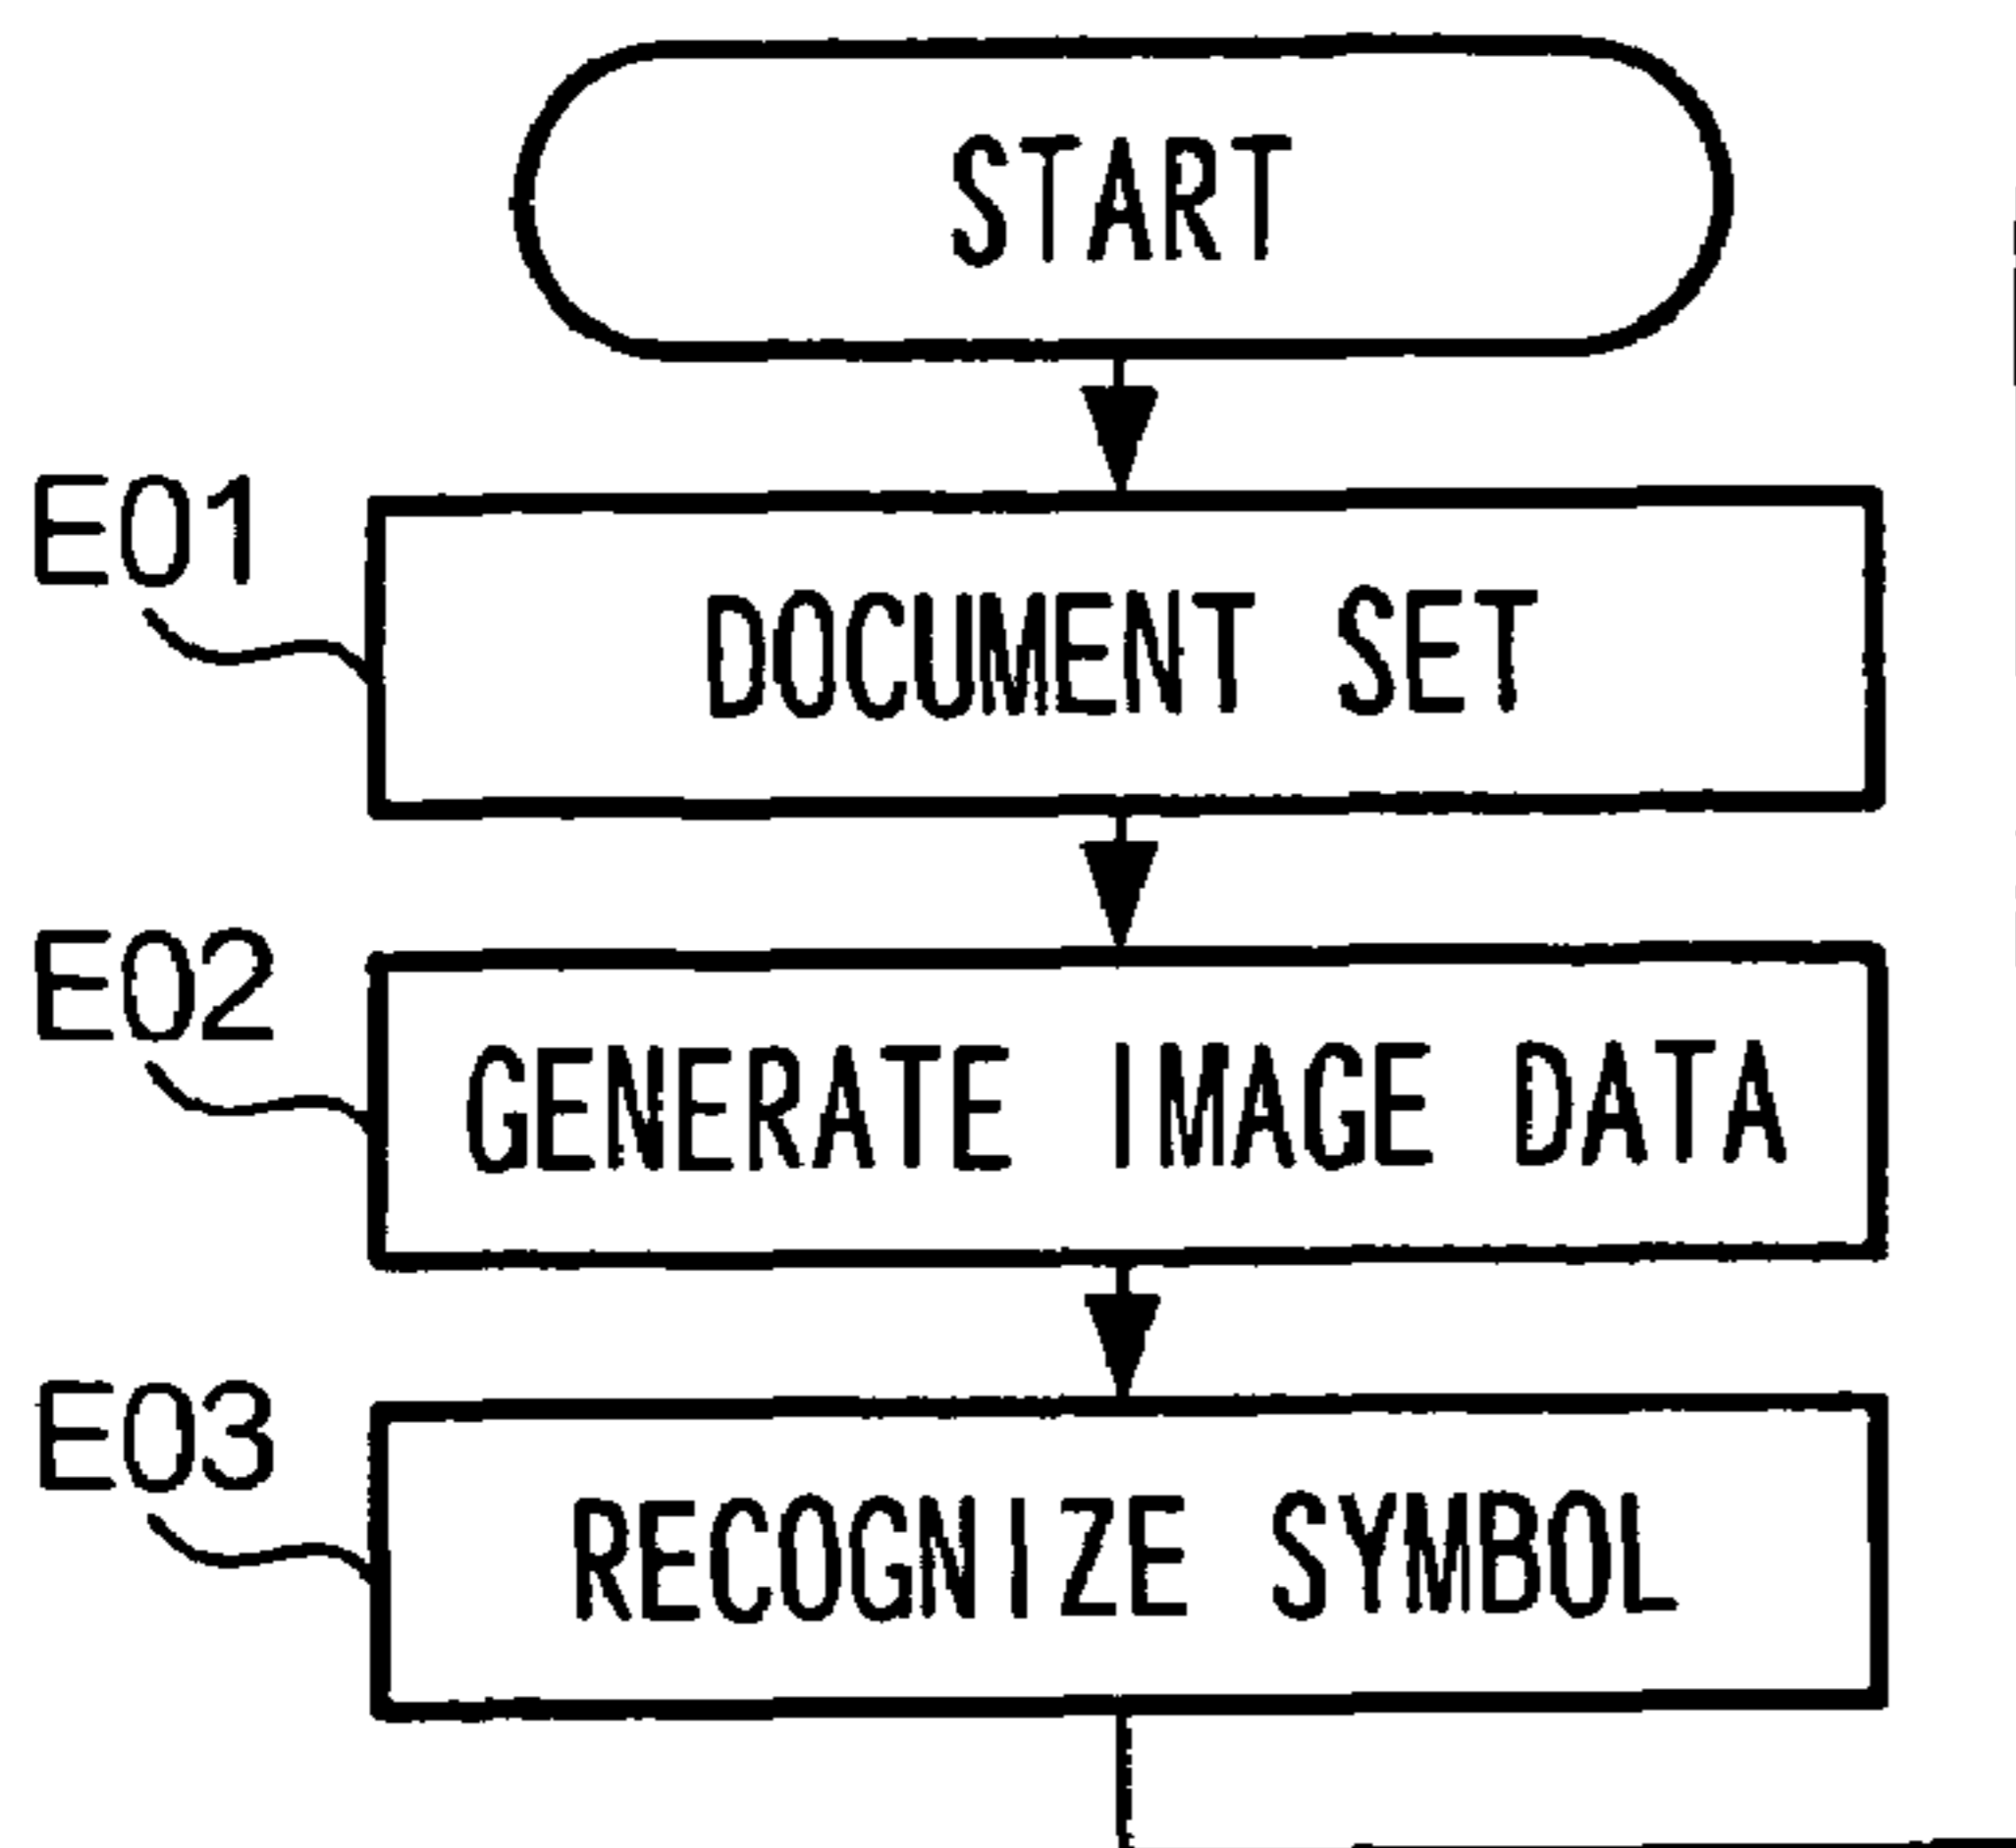 START
E01
DOCUMENT SET
E02
GENERATE IMAGE DATA
E03
RECOGNIZE SYMBOL